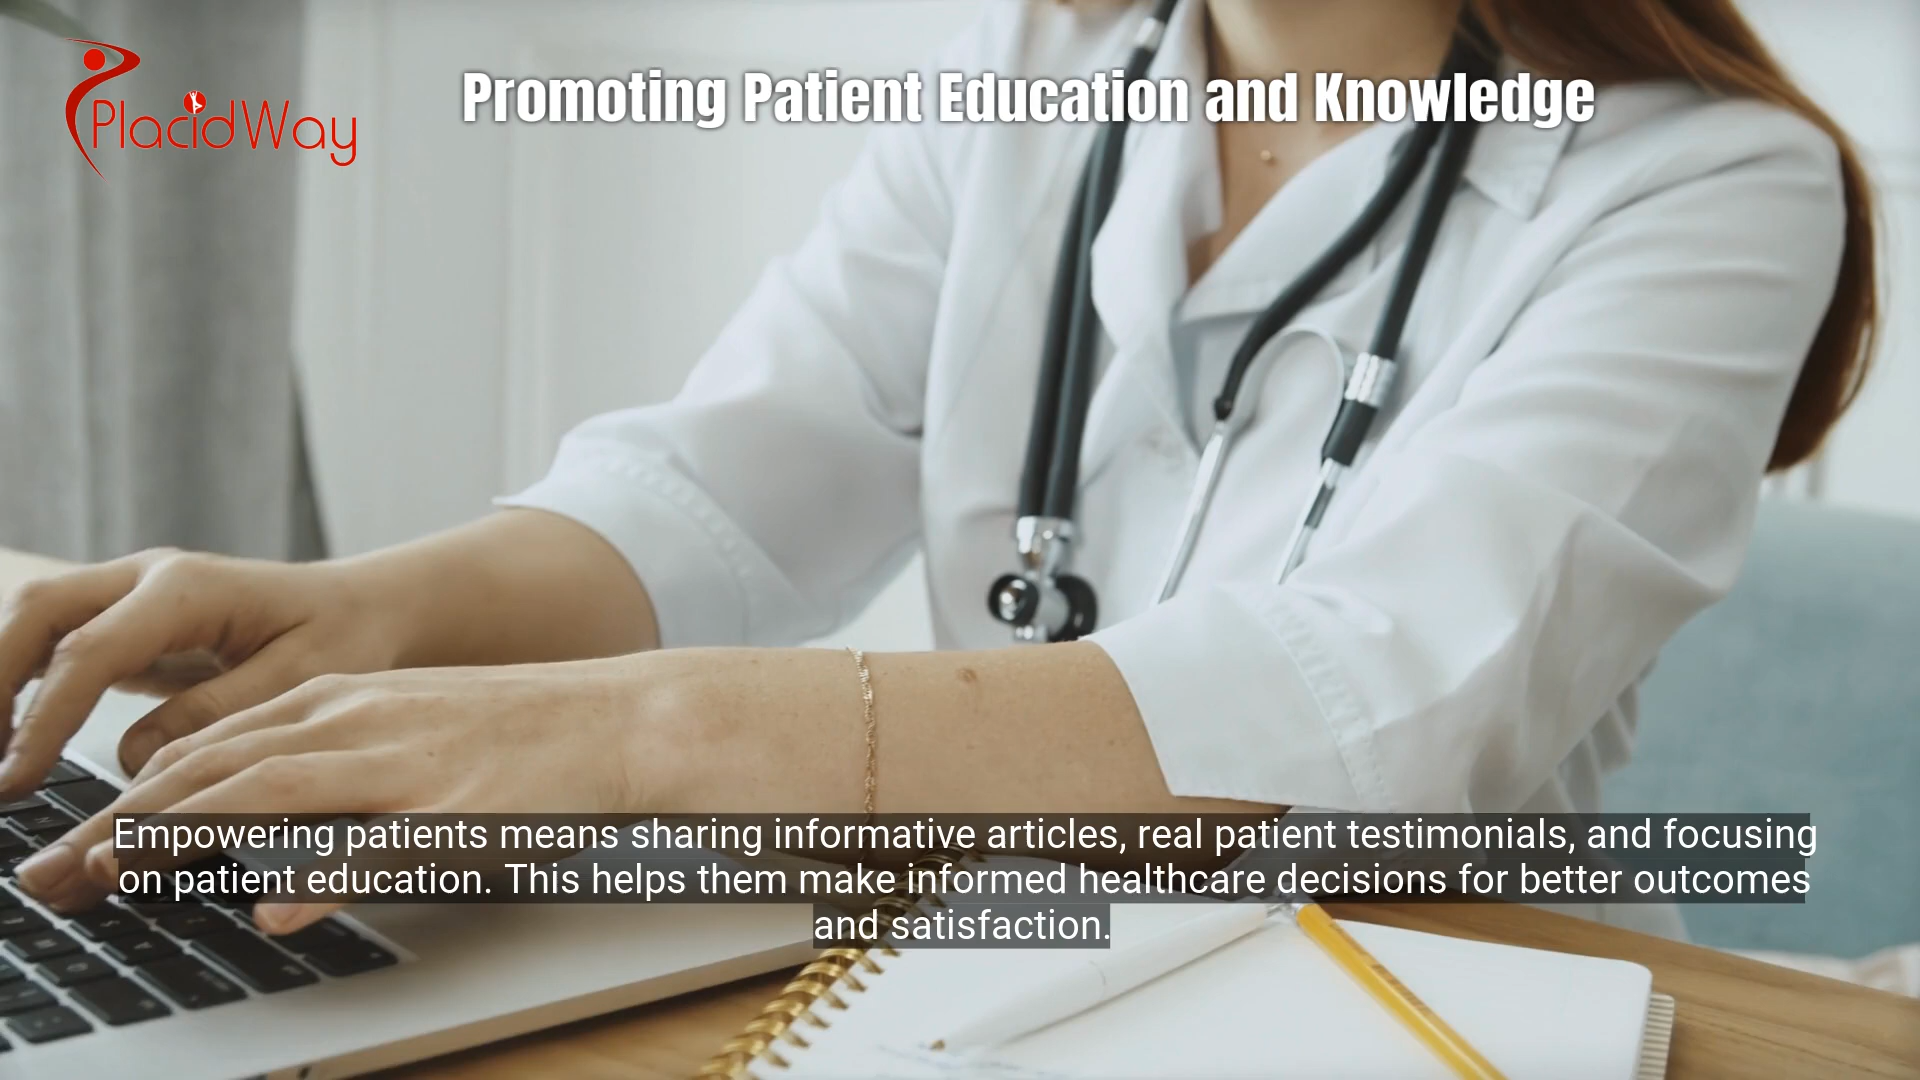 PlacidWay
Promoting Patient Education and Knowledge
Empowering patients means sharing informative articles, real patient testimonials, and focusing
on patient education. This helps them make informed healthcare decisions for better outcomes
and satisfaction.